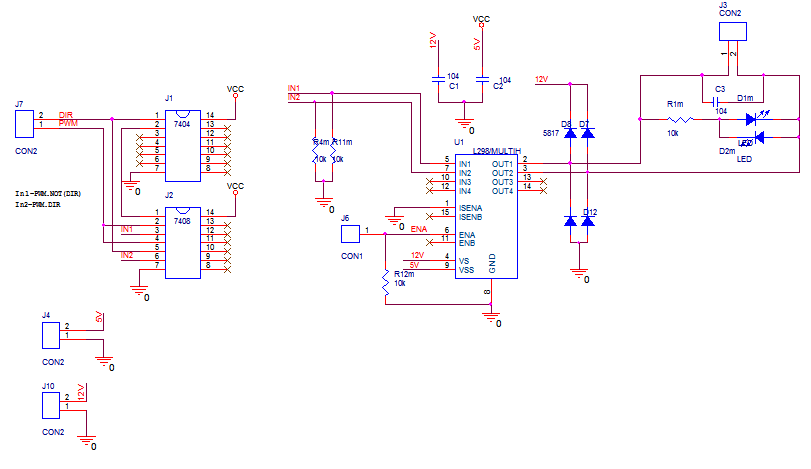 J3
CON2
1
2
VCC
12V
5V
104
C1
104
C2
0
12V
C3
104
D1m
R1m
10k
LED
D2m
LED
J7
2
1
CON2
DIR
PWM
J1
7404
VCC
1
2
3
4
5
6
7
14
13
12
11
10
9
8
0
IN1
IN2
R4m
10k
R11m
10k
0
D8
D7
5817
D12
0
U1
L298/MULTIH
5
7
10
12
1
15
6
11
4
9
IN1
IN2
IN3
IN4
ISENA
ISENB
ENA
ENB
VS
VSS
GND
8
OUT1
OUT2
OUT3
OUT4
2
3
13
14
0
In1-PWM.NOT(DIR)
In2-PWM.DIR
J2
7408
VCC
1
2
3
4
5
6
7
14
13
12
11
10
9
8
IN1
IN2
0
J6
1
CON1
ENA
12V
5V
R12m
10k
0
J4
2
1
5V
CON2
0
J10
2
1
12V
CON2
0